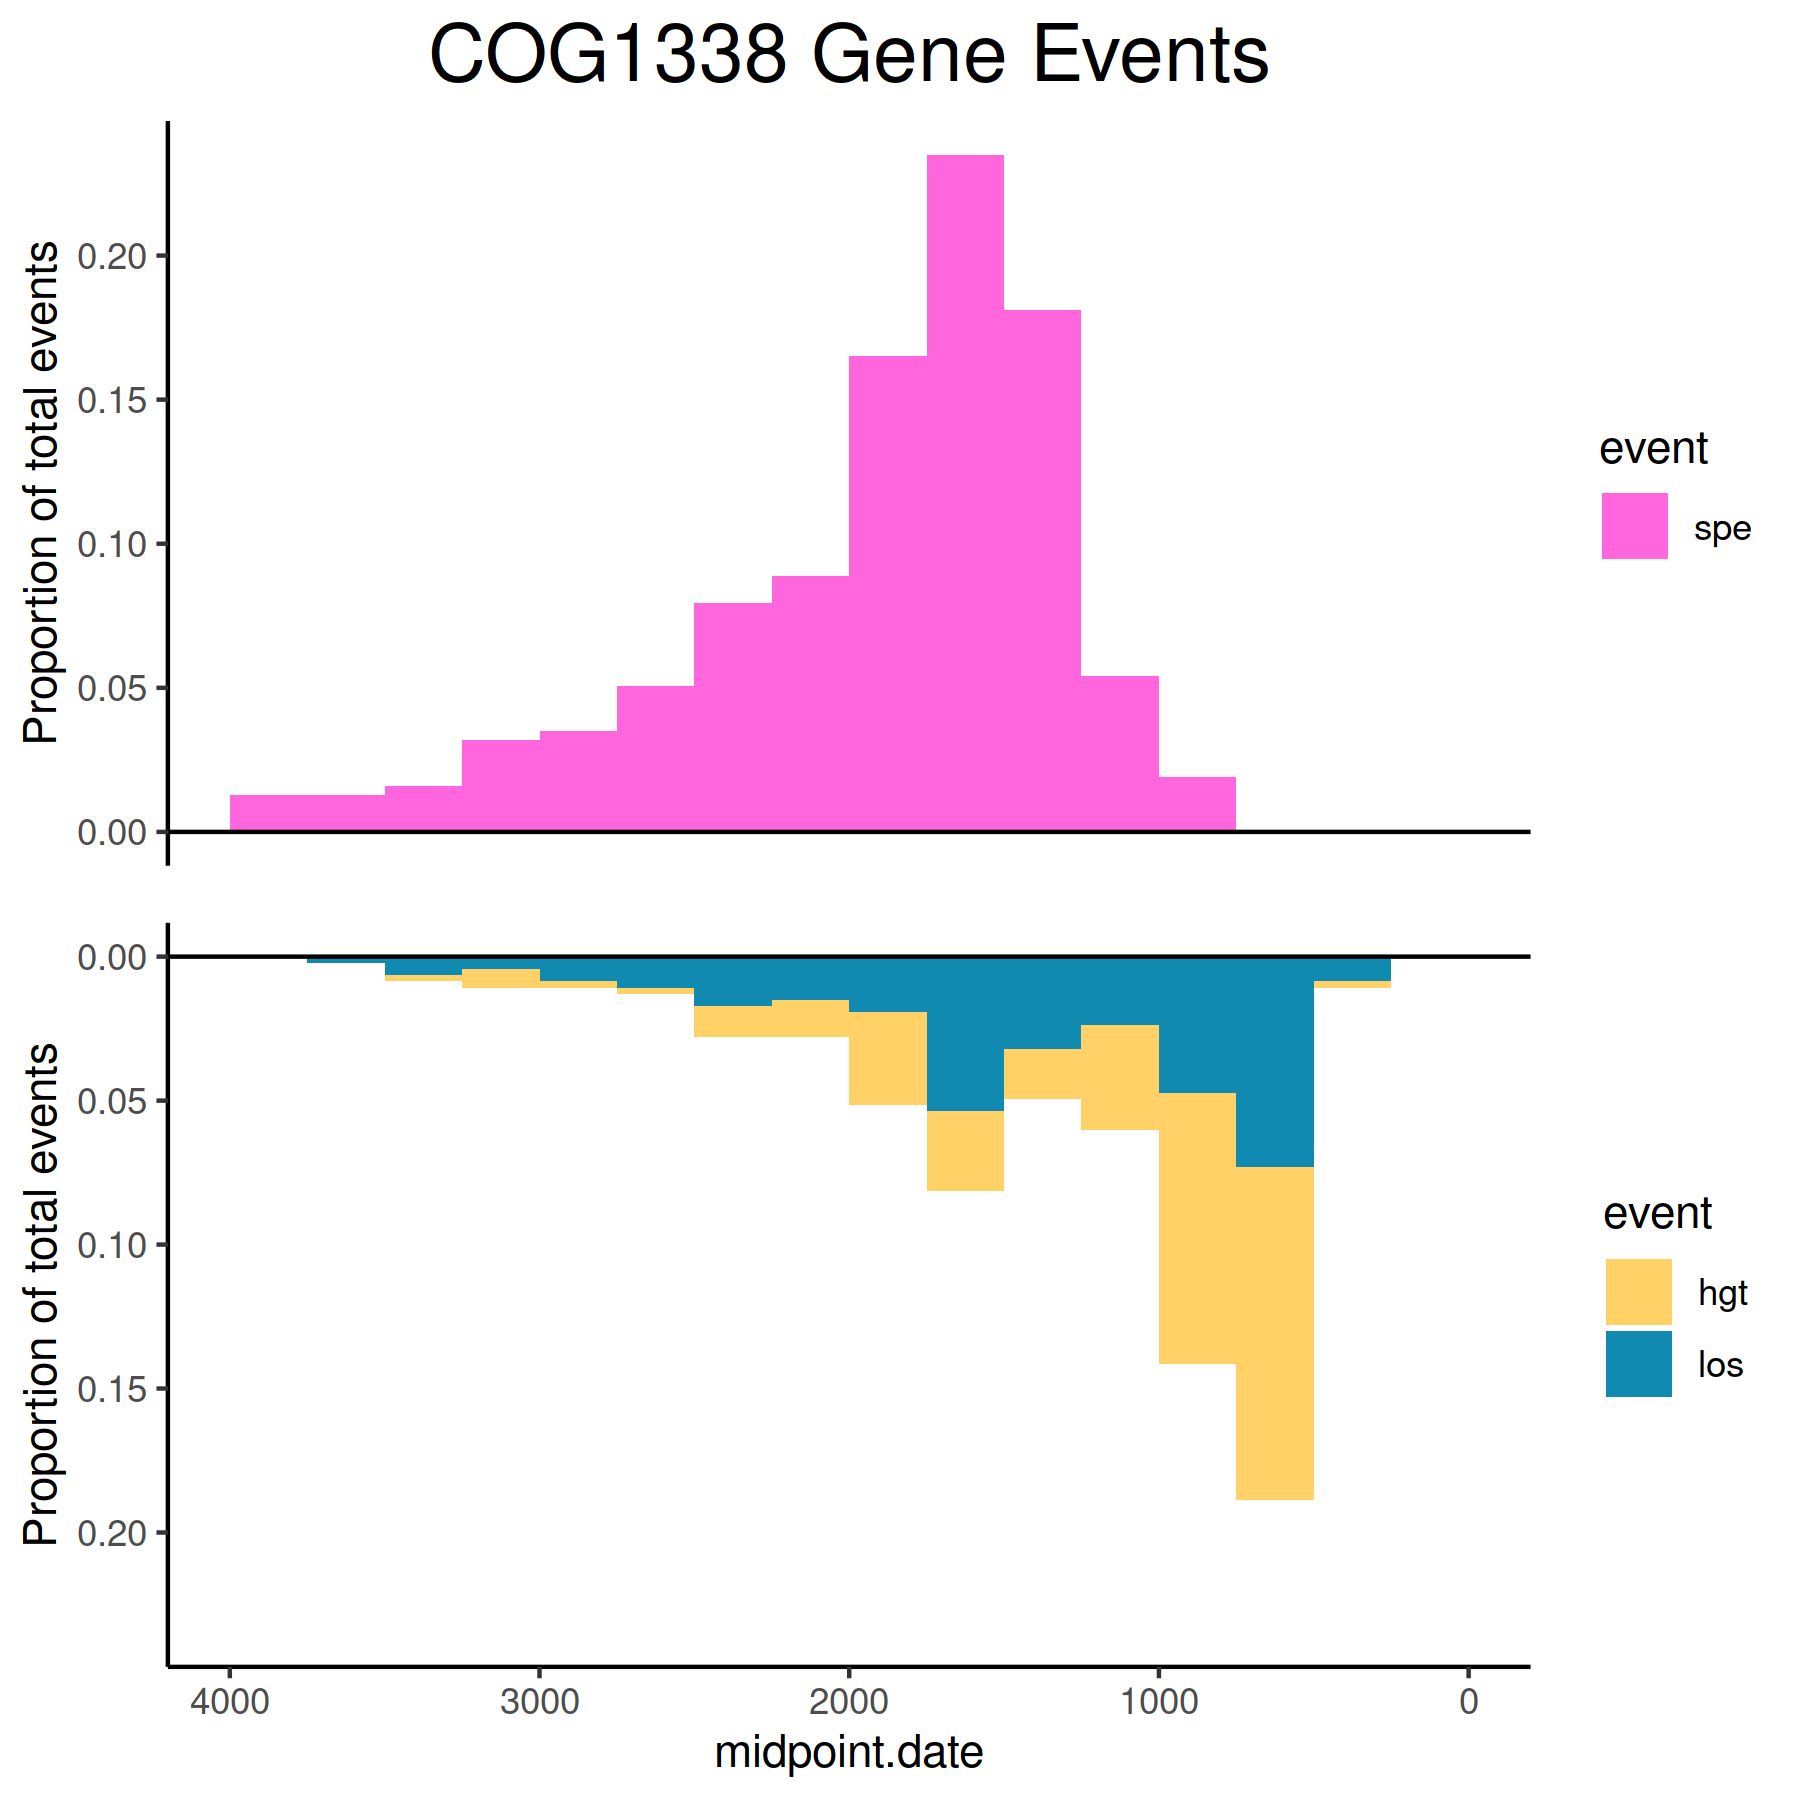 COG1338 Gene Events
Proportion of total events
0.20
0.15
0.10
0.05
0.00
event
spe
Proportion of total events
0.00
0.05
0.10
0.15
0.20
event
hgt
los
4000 3000 2000 1000 0
midpoint.date